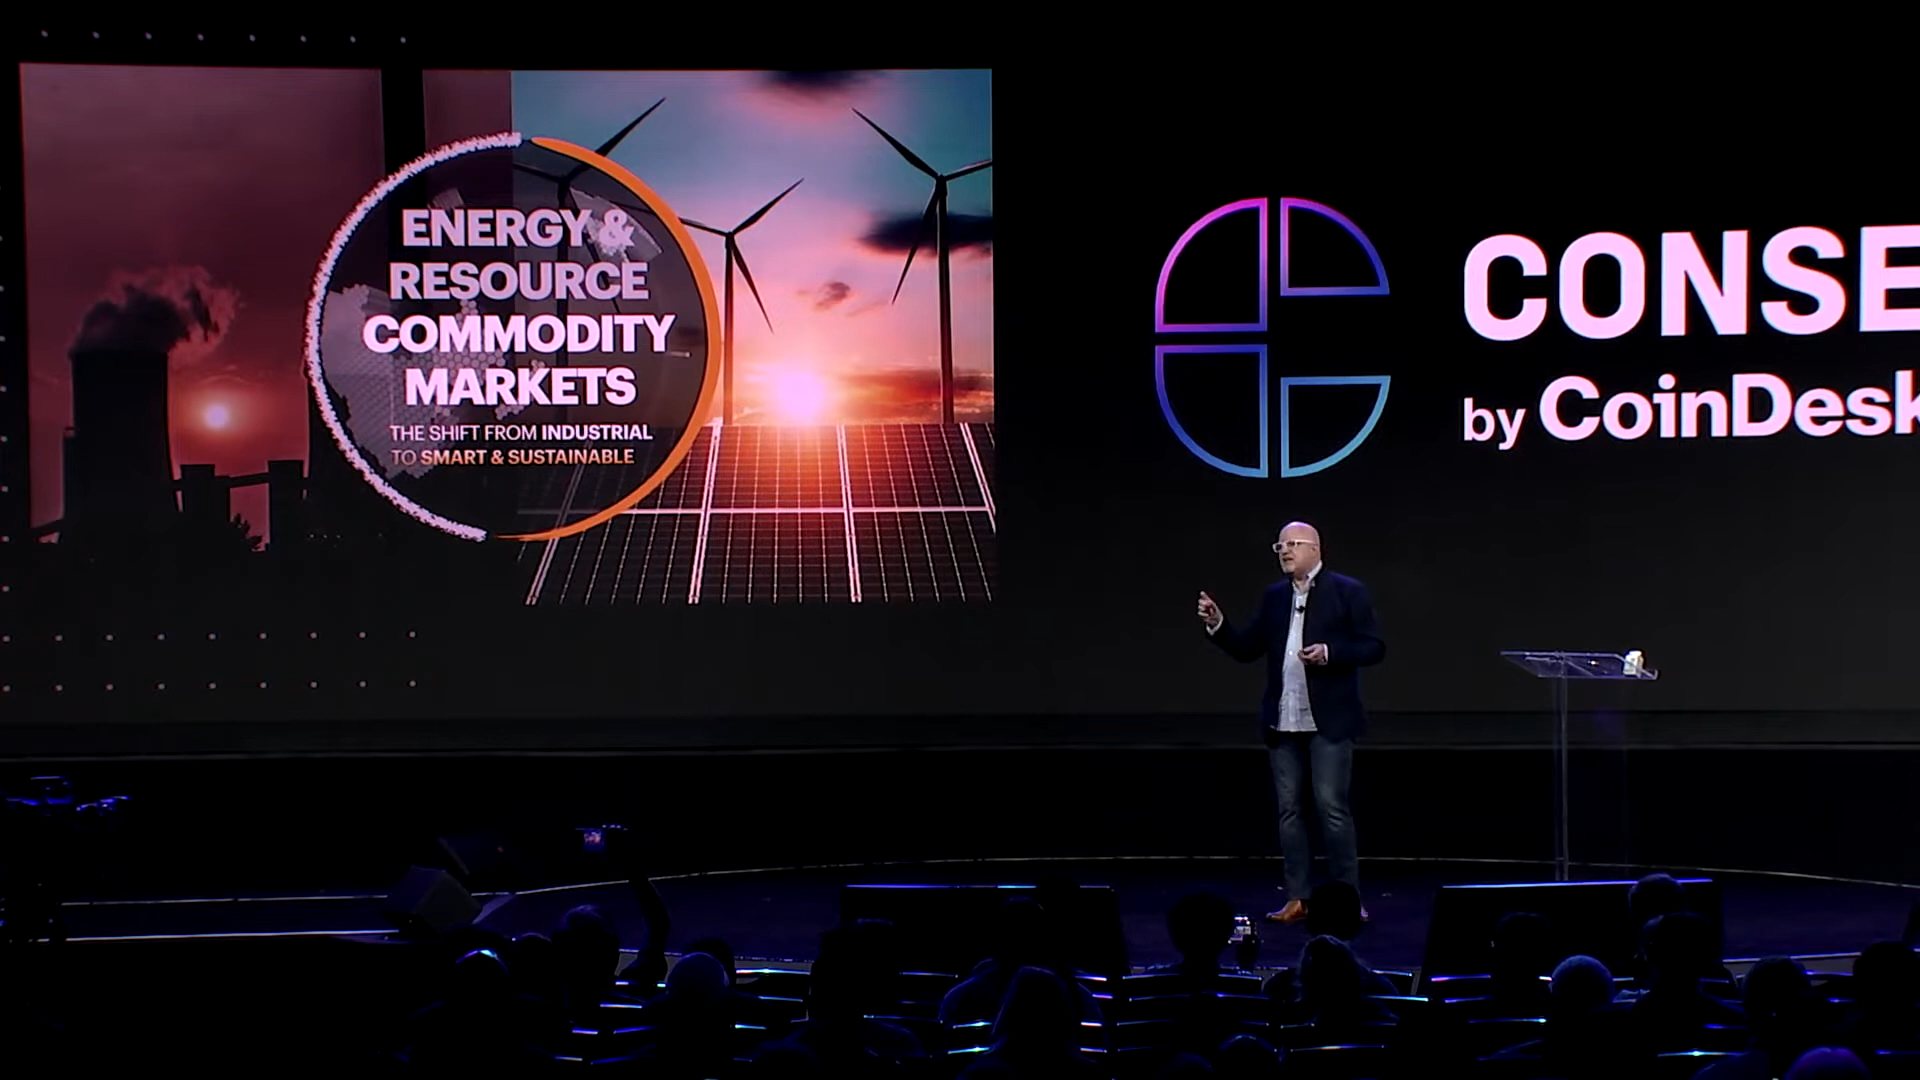 ENERGY &
RESOURCE
COMMODITY
MARKETS
THE SHIFT FROM INDUSTRIAL
TO SMART & SUSTAINABLE
CONSE
by CoinDesk